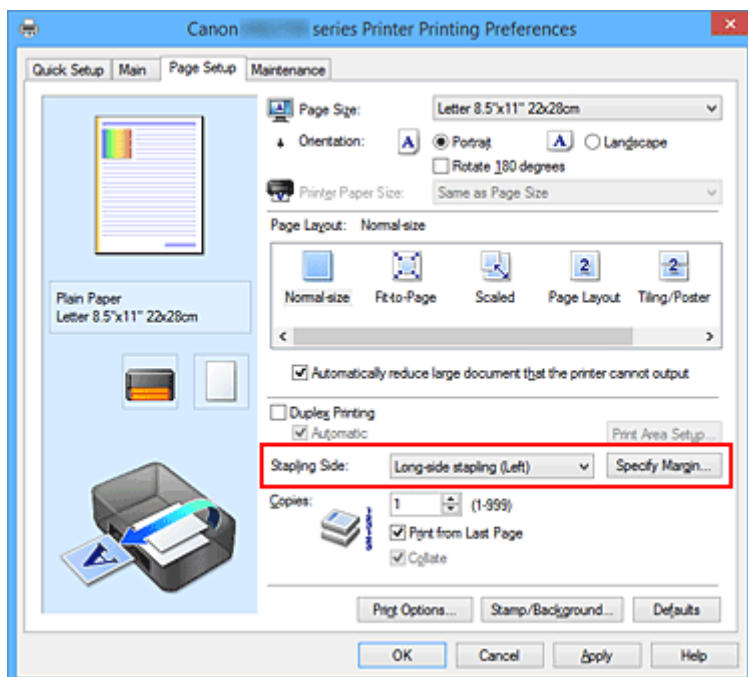 Canon series Printer Printing Preferences
Quick Setup Main Page Setup Maintenance
Page Size: Letter 8.5"x11" 22x28cm
Orientation: A Portrait A Landscape
Rotate 180 degrees
Printer Paper Size: Same as Page Size
Page Layout: Normal-size
2 2
Normal-size Fit-to-Page Scaled Page Layout Tiling/Poster
Plain Paper
Letter 8.5"x11" 22x28cm
Automatically reduce large document that the printer cannot output
Duplex Printing
Automatic Print Area Setup...
Stapling Side: Long-side stapling (Left) Specify Margin...
Copies: 1 (1-999)
Print from Last Page
Collate
A
Print Options... Stamp/Background... Defaults
OK Cancel Apply Help